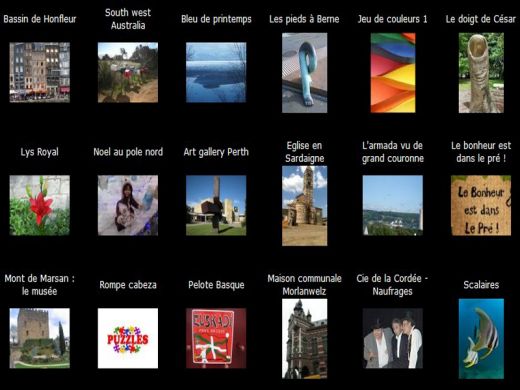 Bassin de Honfleur
South west
Australia
Bleu de printemps
Les pieds à Berne
Jeu de couleurs 1
Le doigt de César
Lys Royal
Noel au pole nord
Art gallery Perth
Eglise en
Sardaigne
L'armada vu de
grand couronne
Le bonheur est
dans le pré !
Le Bonheur
est dans
Le Pré !
Mont de Marsan :
le musée
Rompe cabeza
Pelote Basque
Maison communale
Morlanwelz
Cie de la Cordée -
Naufrages
Scalaires
PUZZLES
EUSKADI